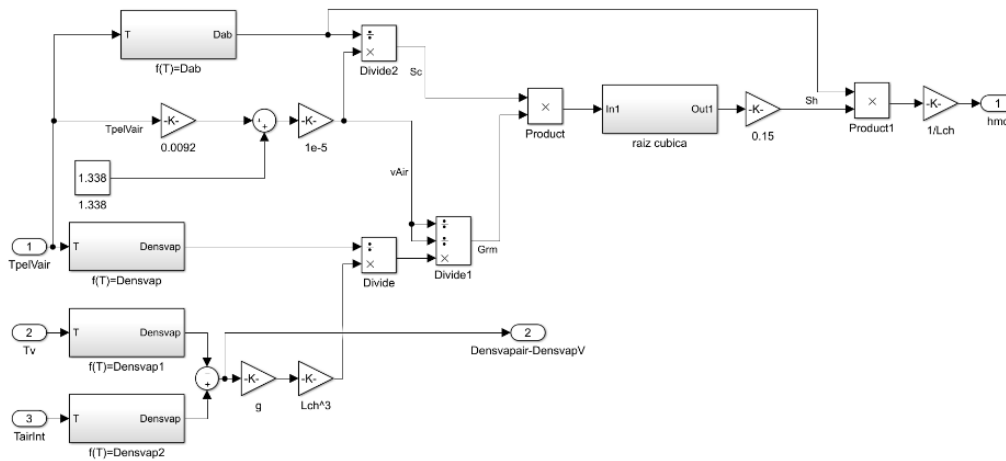 T
Dab
f(T)=Dab
÷
×
Divide2
Sc
TpelVair
-K-
0.0092
+
+
-K-
1e-5
1.338
1.338
vAir
×
Product
In1
Out1
raiz cubica
-K-
0.15
Sh
×
Product1
-K-
1/Lch
1
hmc
1
TpelVair
T
Densvap
f(T)=Densvap
÷
×
Divide
÷
÷
×
Divide1
Grm
2
Tv
T
Densvap
f(T)=Densvap1
−
+
2
Densvapair-DensvapV
-K-
g
-K-
Lch^3
3
TairInt
T
Densvap
f(T)=Densvap2